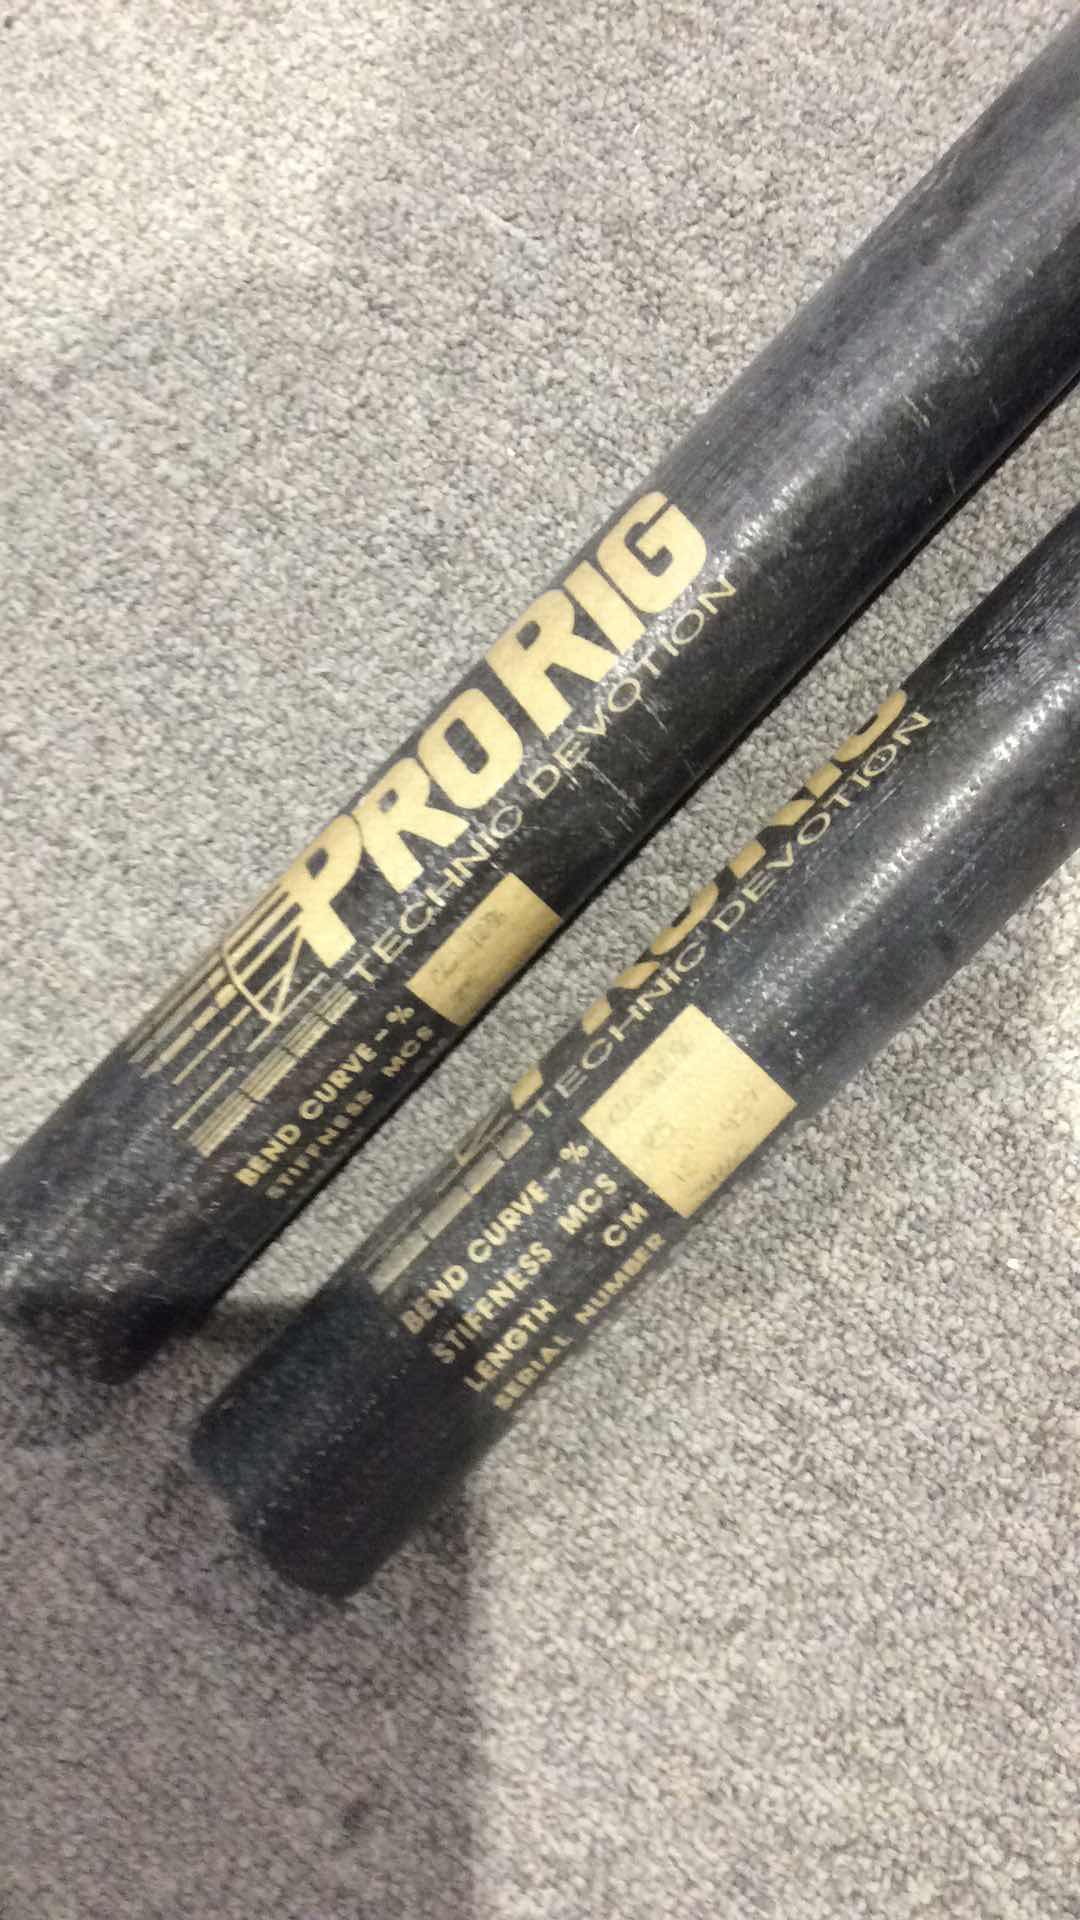 PRO RIG
TECHNIC DEVOTION
BEND CURVE - %
STIFFNESS MCS
TECHNIC DEVOTION
BEND CURVE - %
STIFFNESS MCS
LENGTH CM
SERIAL NUMBER